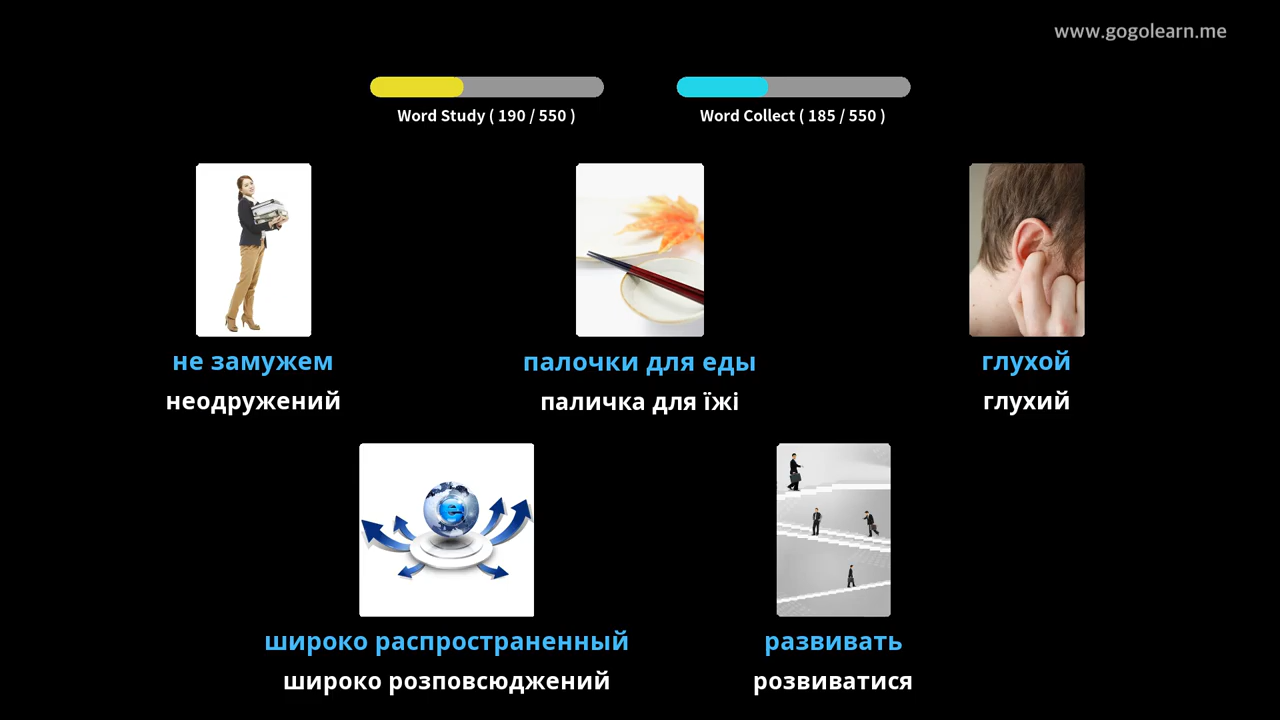 www.gogolearn.me
Word Study ( 190 / 550 )
Word Collect ( 185 / 550 )
не замужем
неодружений
палочки для еды
паличка для їжі
глухой
глухий
широко распространенный
широко розповсюджений
развивать
розвиватися